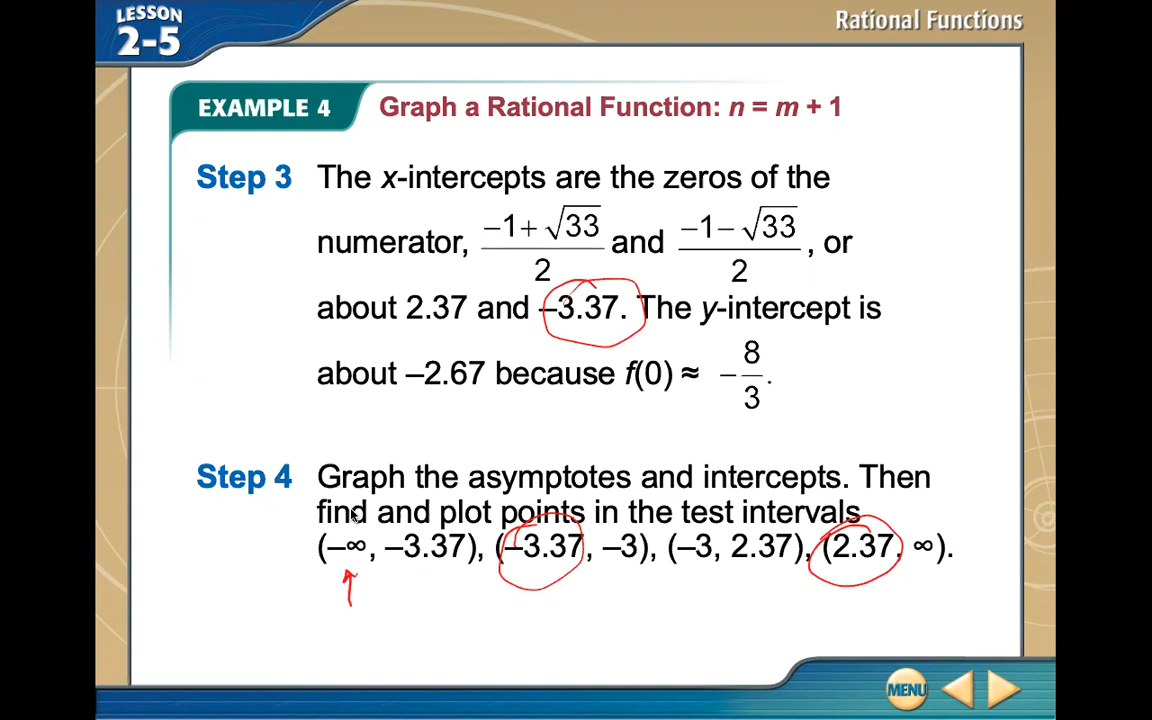 LESSON
2-5
Rational Functions
EXAMPLE 4
Graph a Rational Function: n = m + 1
Step 3 The x-intercepts are the zeros of the
numerator, (−1 + √33)/2 and (−1 − √33)/2, or
about 2.37 and –3.37. The y-intercept is
about –2.67 because f(0) ≈ −8/3.
Step 4 Graph the asymptotes and intercepts. Then
find and plot points in the test intervals
(–∞, –3.37), (–3.37, –3), (–3, 2.37), (2.37, ∞).
MENU